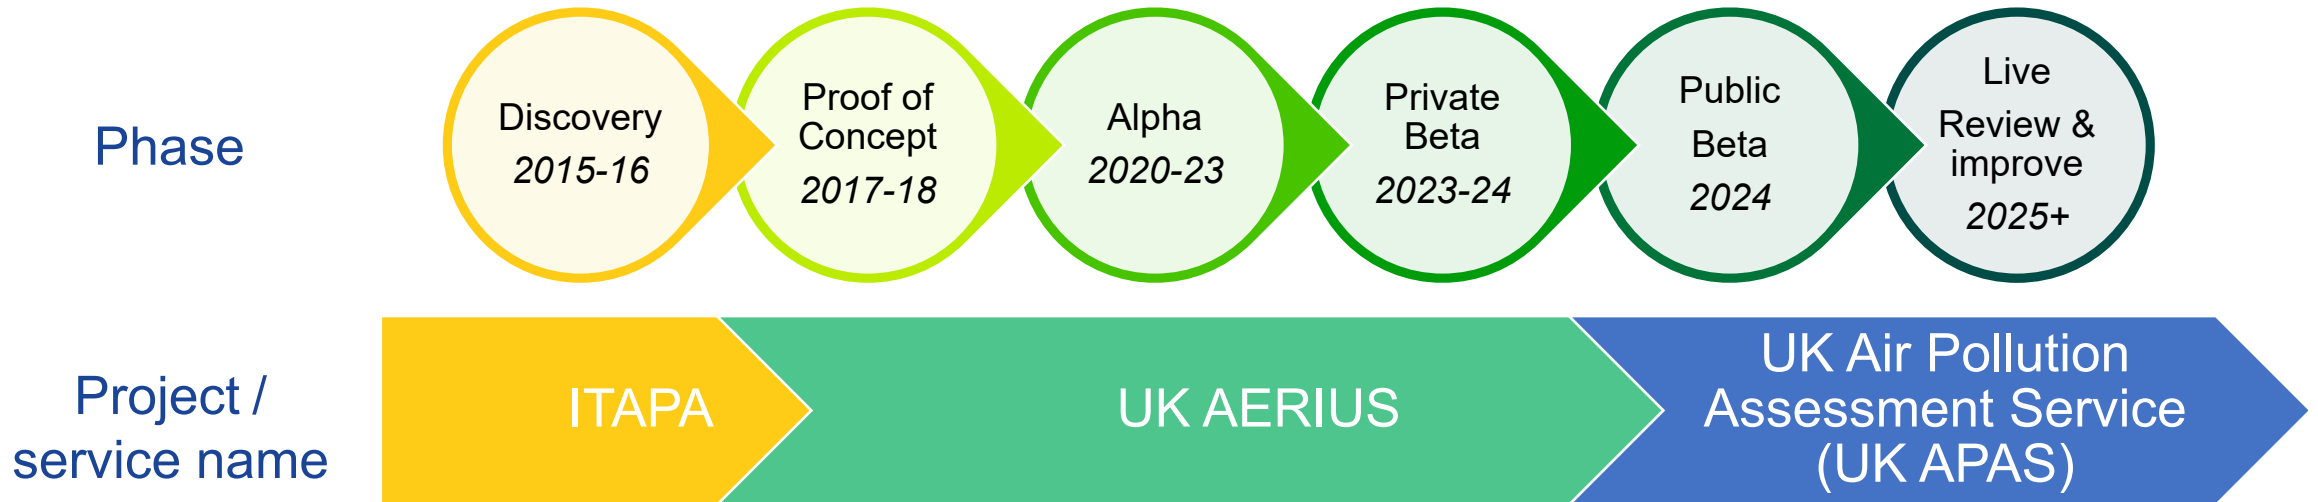 Phase
Discovery
2015-16
Proof of
Concept
2017-18
Alpha
2020-23
Private
Beta
2023-24
Public
Beta
2024
Live
Review &
improve
2025+
Project /
service name
ITAPA
UK AERIUS
UK Air Pollution
Assessment Service
(UK APAS)